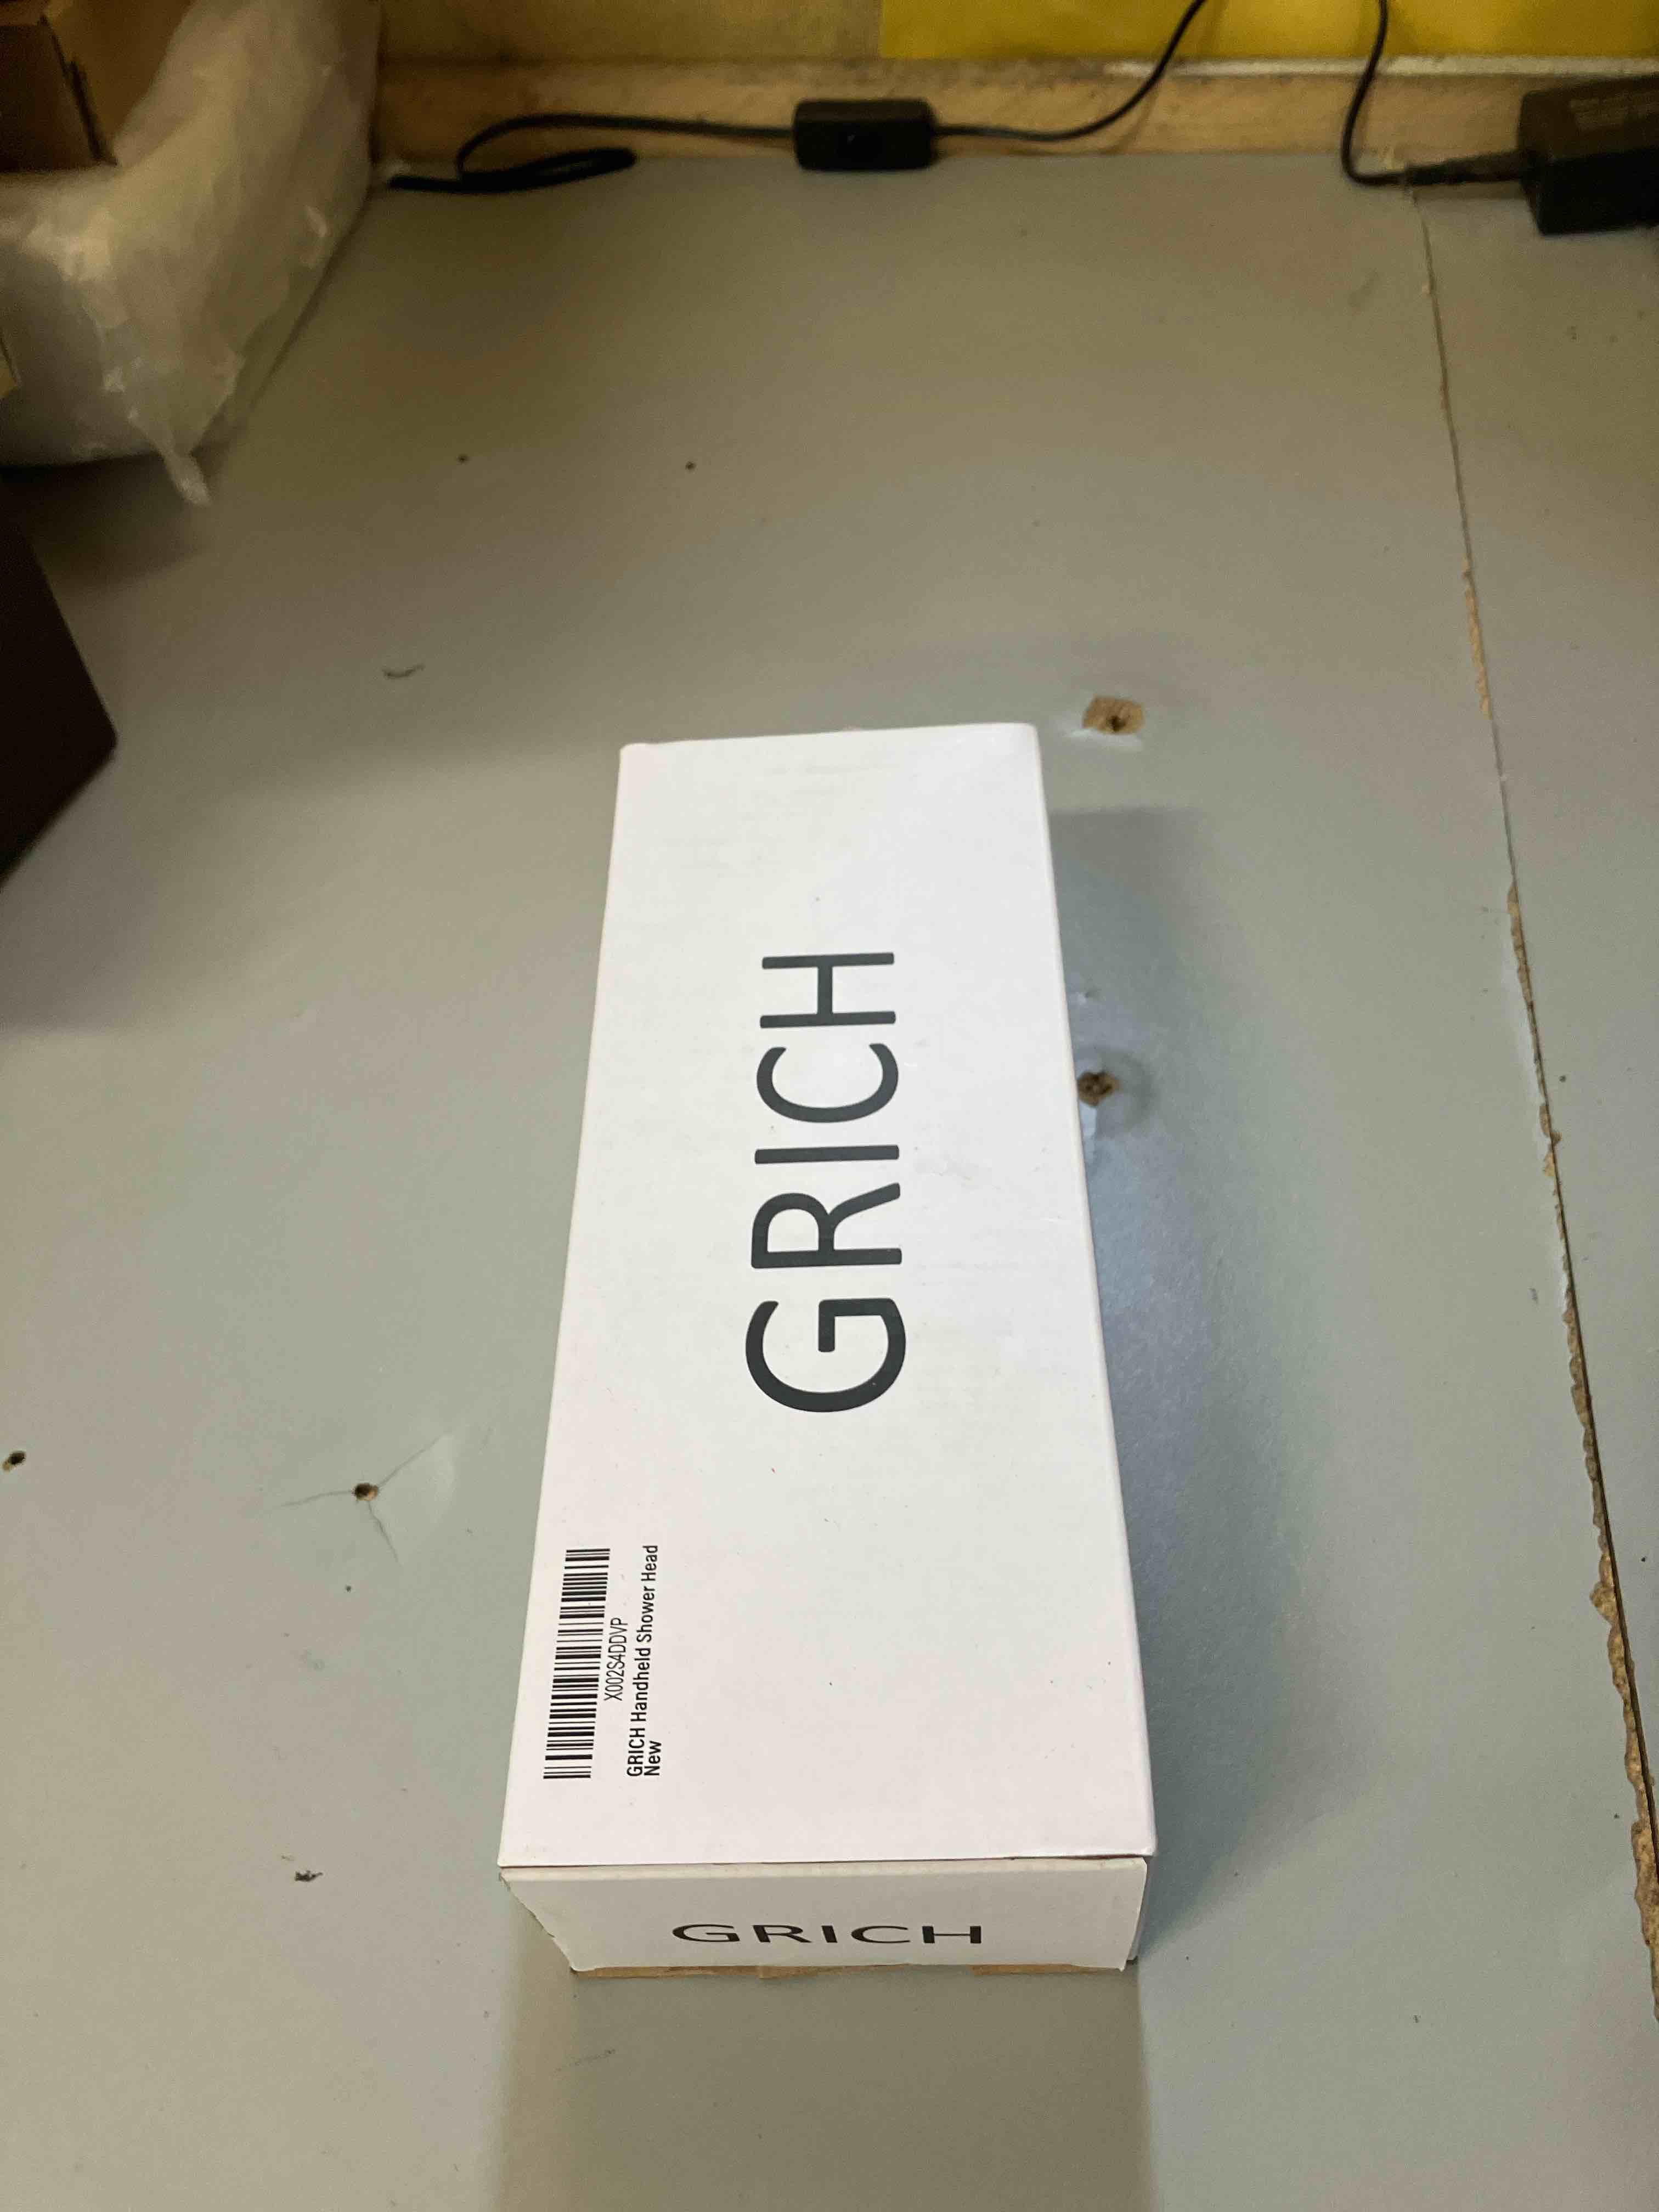 GRICH
X002S4DDVP
GRICH Handheld Shower Head
New
GRICH